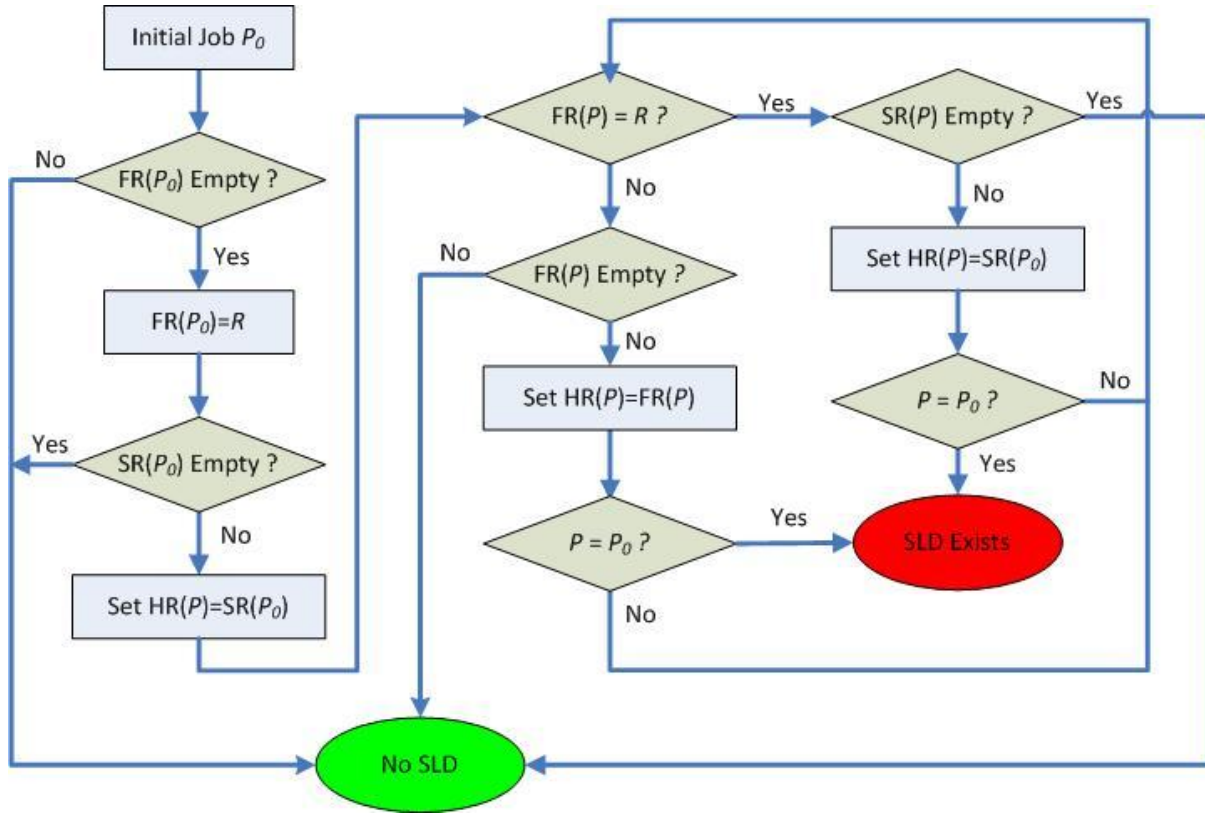 Initial Job P₀
No
FR(P₀) Empty ?
Yes
FR(P₀)=R
Yes
SR(P₀) Empty ?
No
Set HR(P)=SR(P₀)
FR(P) = R ?
Yes
No
No
FR(P) Empty ?
No
Set HR(P)=FR(P)
P = P₀ ?
Yes
No
SR(P) Empty ?
Yes
No
Set HR(P)=SR(P₀)
P = P₀ ?
No
Yes
SLD Exists
No SLD